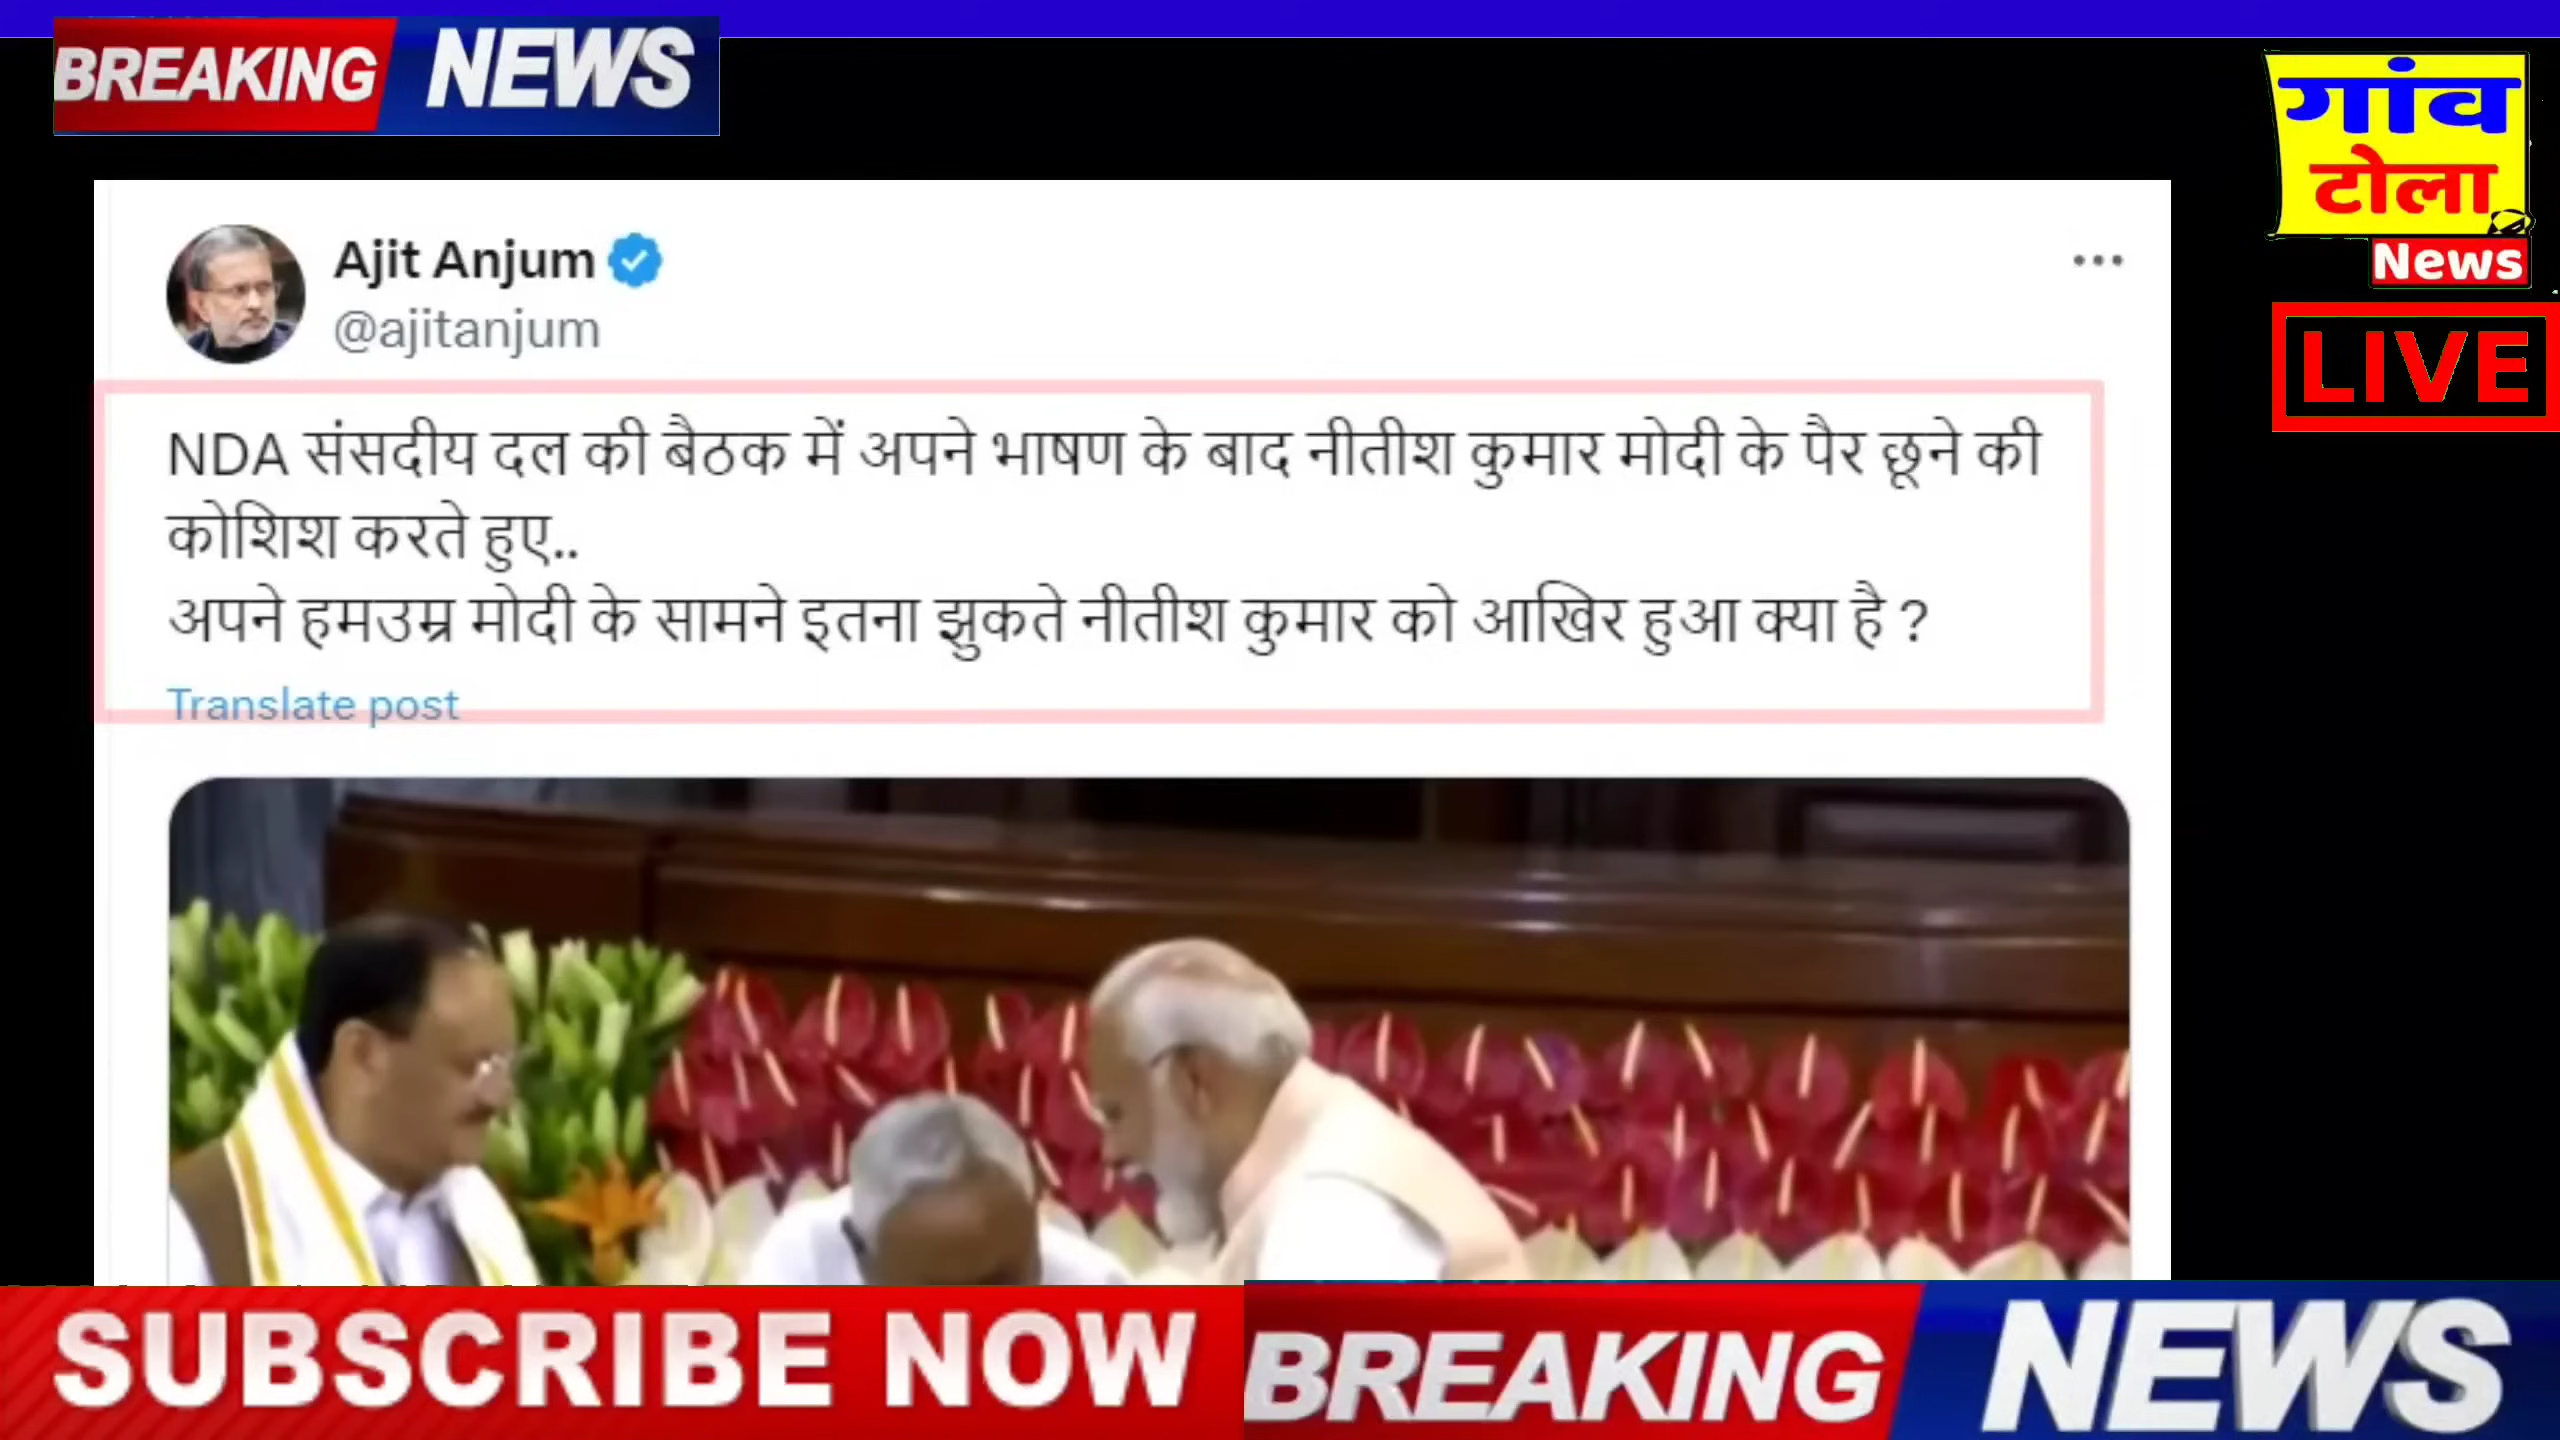 BREAKING NEWS
गांव
टोला
News
LIVE
Ajit Anjum
@ajitanjum
NDA संसदीय दल की बैठक में अपने भाषण के बाद नीतीश कुमार मोदी के पैर छूने की
कोशिश करते हुए..
अपने हमउम्र मोदी के सामने इतना झुकते नीतीश कुमार को आखिर हुआ क्या है ?
Translate post
SUBSCRIBE NOW
BREAKING NEWS